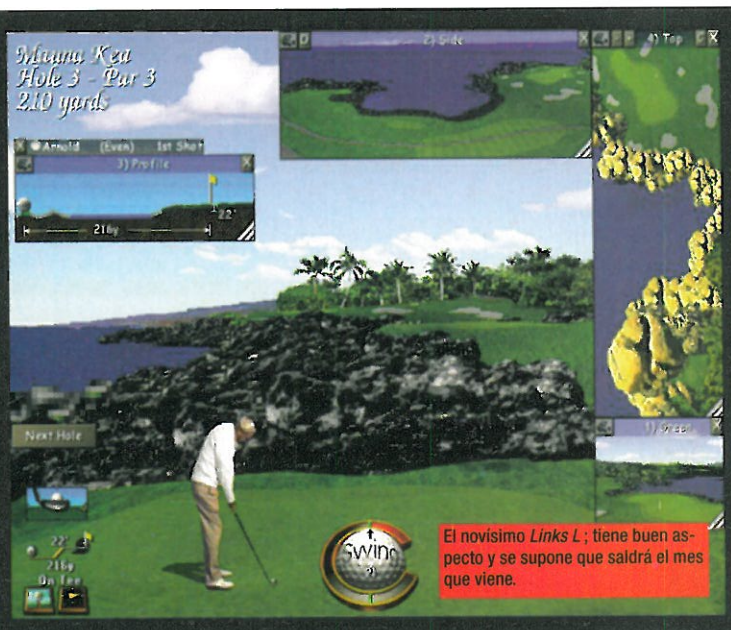 Mauna Kea
Hole 3 - Par 3
210 yards
2) Side
4) Top
Arnold (Even) 1st Shot
3) Profile
22'
216y
Next Hole
1) Green
22'
216y
On Tee
Swing
El novísimo Links L ; tiene buen as-
pecto y se supone que saldrá el mes
que viene.